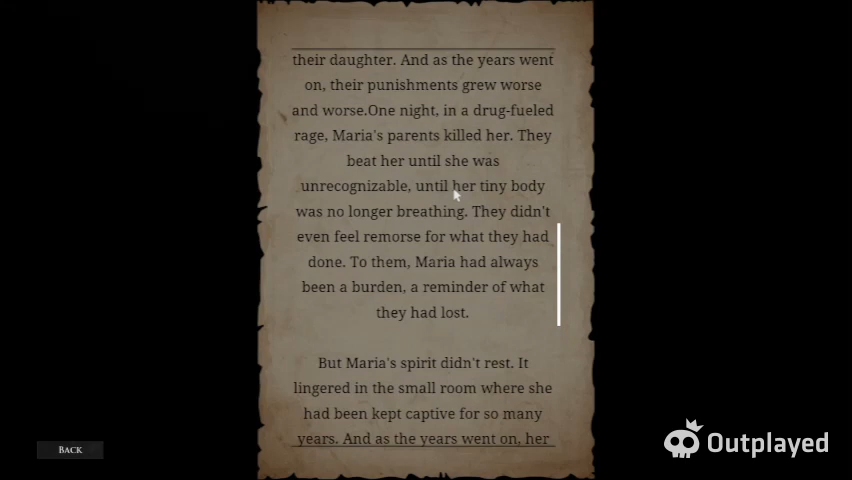 their daughter. And as the years went
on, their punishments grew worse
and worse.One night, in a drug-fueled
rage, Maria's parents killed her. They
beat her until she was
unrecognizable, until her tiny body
was no longer breathing. They didn't
even feel remorse for what they had
done. To them, Maria had always
been a burden, a reminder of what
they had lost.
But Maria's spirit didn't rest. It
lingered in the small room where she
had been kept captive for so many
years. And as the years went on, her
BACK
Outplayed